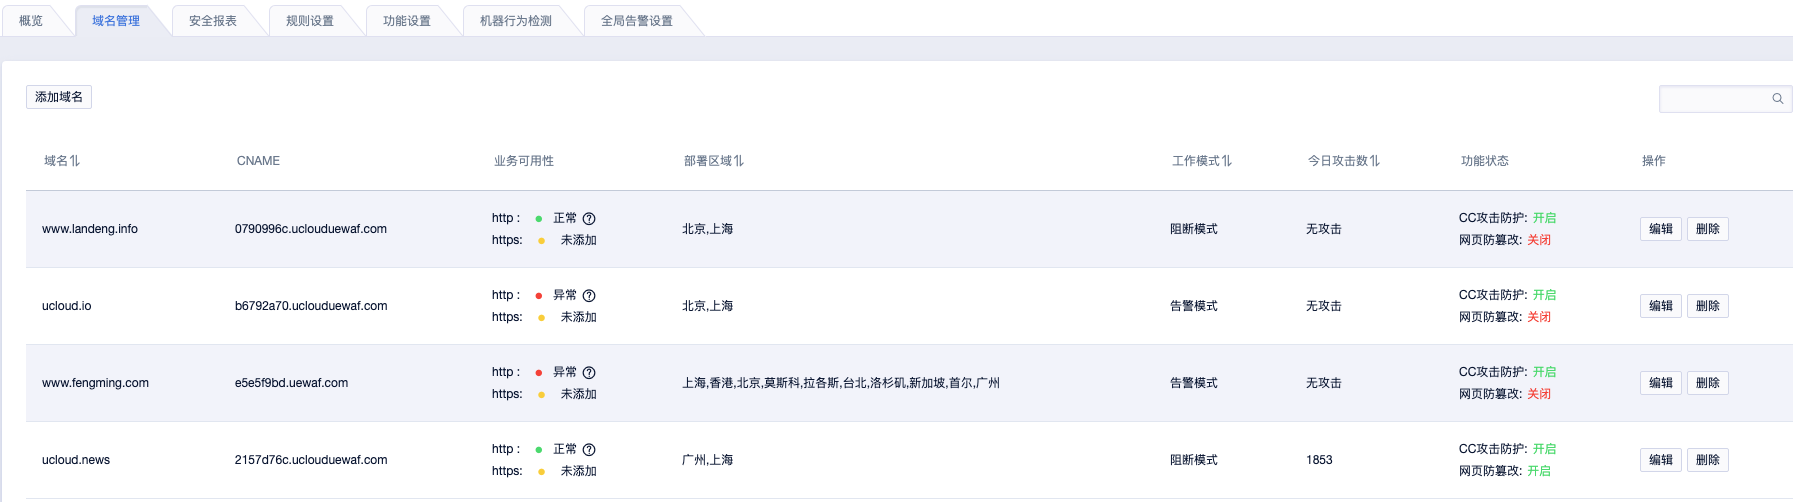 概览 域名管理 安全报表 规则设置 功能设置 机器行为检测 全局告警设置
添加域名
域名 CNAME 业务可用性 部署区域 工作模式 今日攻击数 功能状态 操作
www.landeng.info 0790996c.uclouduewaf.com http : 正常 https: 未添加 北京,上海 阻断模式 无攻击 CC攻击防护: 开启 网页防篡改: 关闭 编辑 删除
ucloud.io b6792a70.uclouduewaf.com http : 异常 https: 未添加 北京,上海 告警模式 无攻击 CC攻击防护: 开启 网页防篡改: 关闭 编辑 删除
www.fengming.com e5e5f9bd.uewaf.com http : 异常 https: 未添加 上海,香港,北京,莫斯科,拉各斯,台北,洛杉矶,新加坡,首尔,广州 告警模式 无攻击 CC攻击防护: 开启 网页防篡改: 关闭 编辑 删除
ucloud.news 2157d76c.uclouduewaf.com http : 正常 https: 未添加 广州,上海 阻断模式 1853 CC攻击防护: 开启 网页防篡改: 开启 编辑 删除